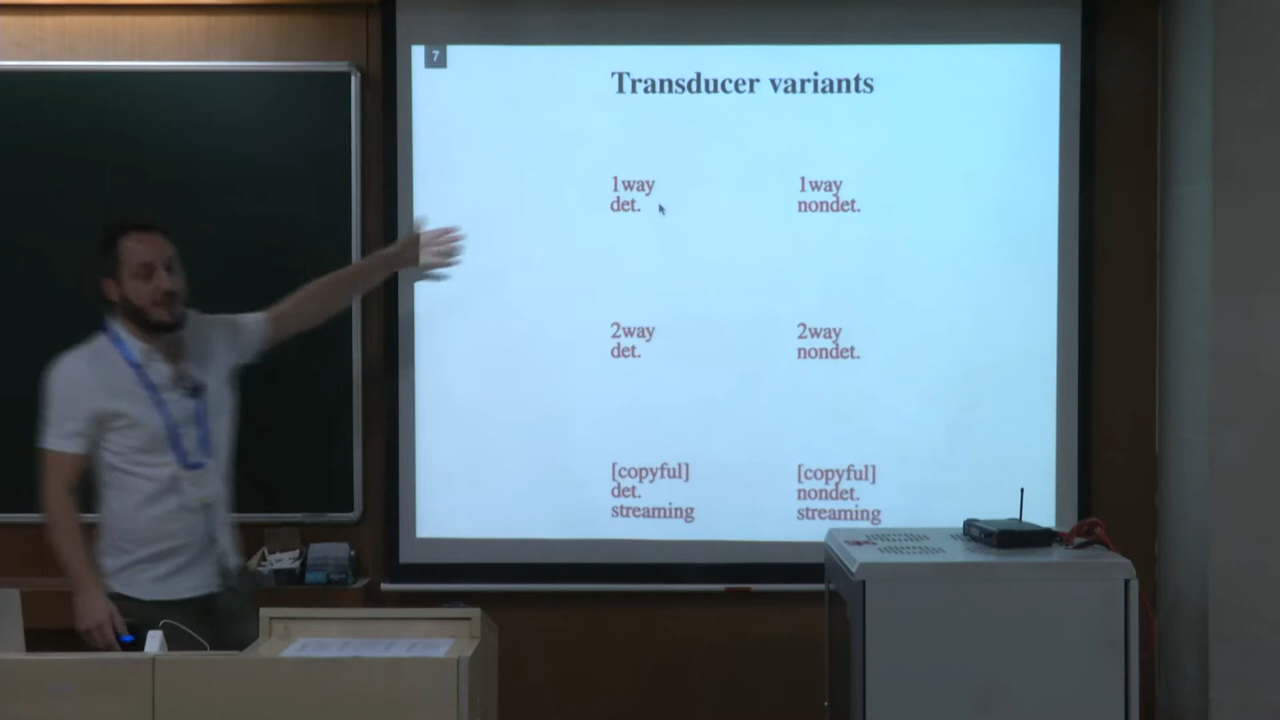 7
Transducer variants
1way
det.
1way
nondet.
2way
det.
2way
nondet.
[copyful]
det.
streaming
[copyful]
nondet.
streaming